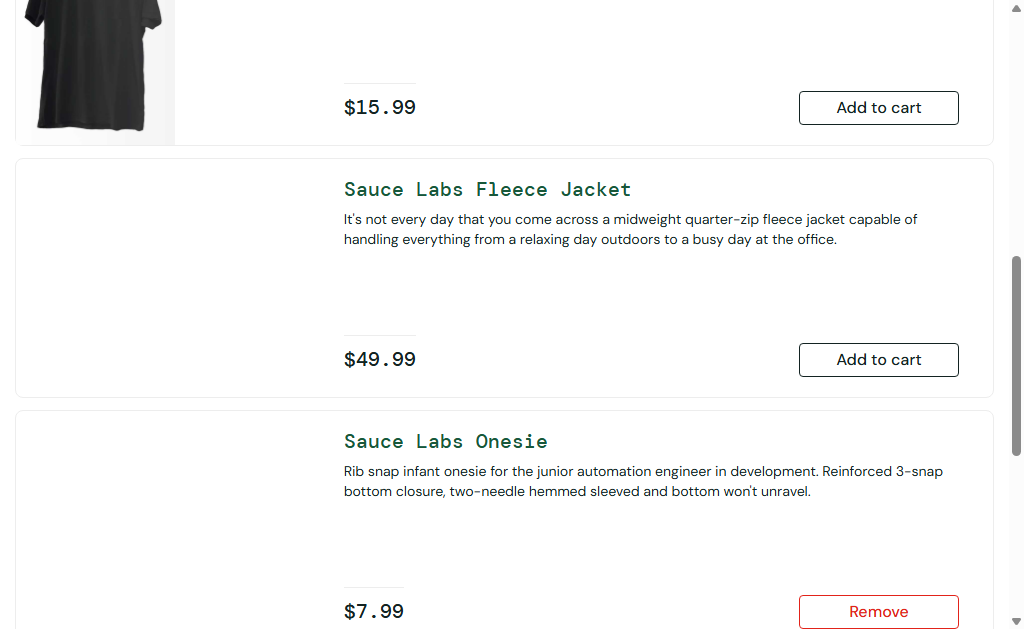 $15.99
Add to cart
Sauce Labs Fleece Jacket
It's not every day that you come across a midweight quarter-zip fleece jacket capable of
handling everything from a relaxing day outdoors to a busy day at the office.
$49.99
Add to cart
Sauce Labs Onesie
Rib snap infant onesie for the junior automation engineer in development. Reinforced 3-snap
bottom closure, two-needle hemmed sleeved and bottom won't unravel.
$7.99
Remove